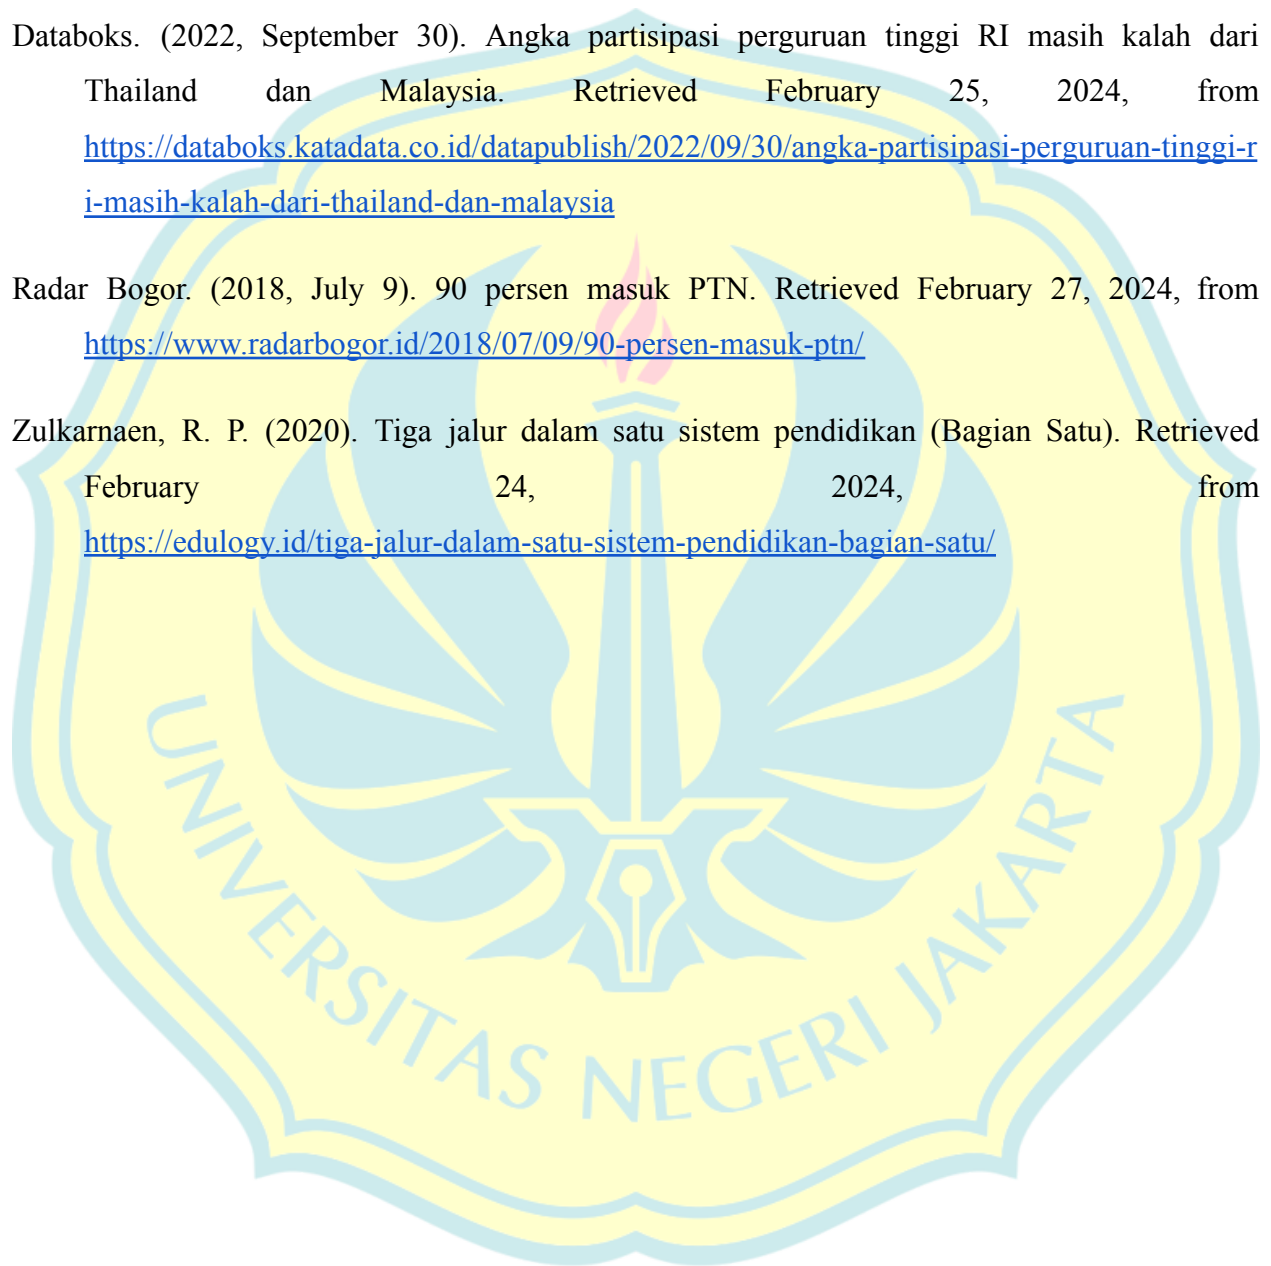 Databoks. (2022, September 30). Angka partisipasi perguruan tinggi RI masih kalah dari
Thailand dan Malaysia. Retrieved February 25, 2024, from
https://databoks.katadata.co.id/datapublish/2022/09/30/angka-partisipasi-perguruan-tinggi-r
i-masih-kalah-dari-thailand-dan-malaysia
Radar Bogor. (2018, July 9). 90 persen masuk PTN. Retrieved February 27, 2024, from
https://www.radarbogor.id/2018/07/09/90-persen-masuk-ptn/
Zulkarnaen, R. P. (2020). Tiga jalur dalam satu sistem pendidikan (Bagian Satu). Retrieved
February 24, 2024, from
https://edulogy.id/tiga-jalur-dalam-satu-sistem-pendidikan-bagian-satu/
UNIVERSITAS NEGERI JAKARTA